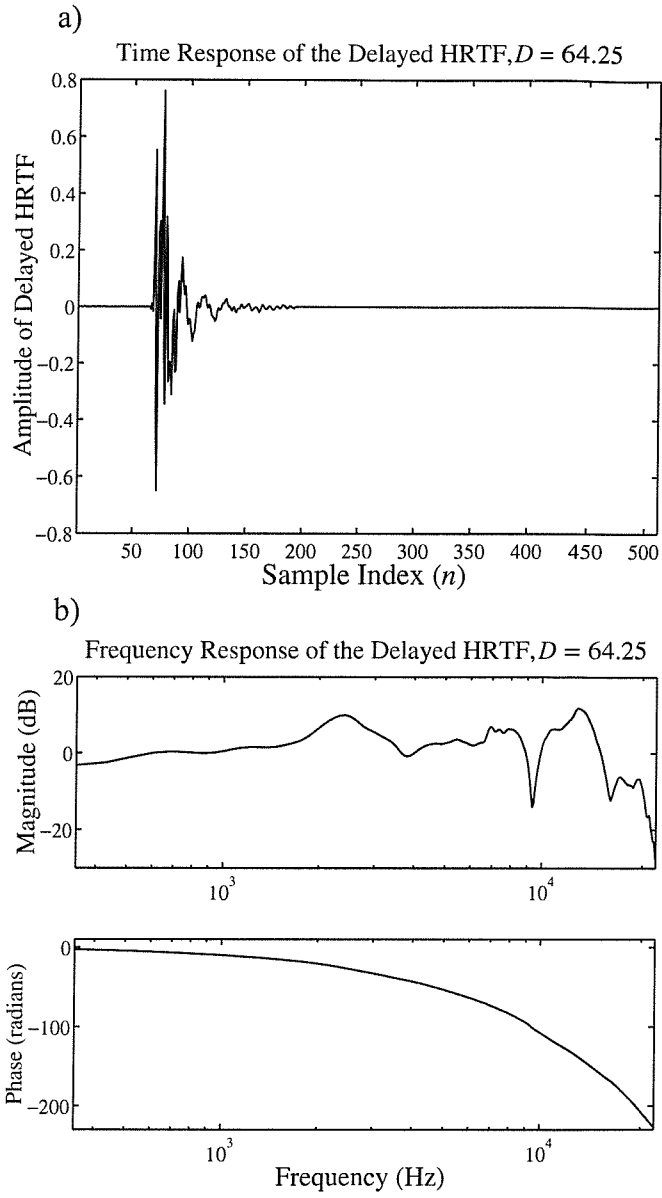 a)
Time Response of the Delayed HRTF,D = 64.25
Amplitude of Delayed HRTF
0.8
0.6
0.4
0.2
0
−0.2
−0.4
−0.6
−0.8
50 100 150 200 250 300 350 400 450 500
Sample Index (n)
b)
Frequency Response of the Delayed HRTF,D = 64.25
Magnitude (dB)
20
0
−20
10³ 10⁴
Phase (radians)
0
−100
−200
10³ 10⁴
Frequency (Hz)